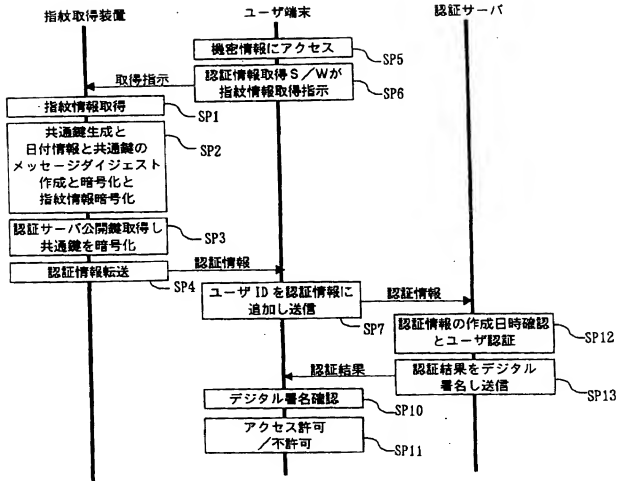 指紋取得装置
ユーザ端末
認証サーバ
機密情報にアクセス
SP5
取得指示
認証情報取得S/Wが
指紋情報取得指示
SP6
指紋情報取得
SP1
共通鍵生成と
日付情報と共通鍵の
メッセージダイジェスト
作成と暗号化と
指紋情報暗号化
SP2
認証サーバ公開鍵取得し
共通鍵を暗号化
SP3
認証情報転送
SP4
認証情報
ユーザIDを認証情報に
追加し送信
SP7
認証情報
認証情報の作成日時確認
とユーザ認証
SP12
認証結果
認証結果をデジタル
署名し送信
SP13
デジタル署名確認
SP10
アクセス許可
/不許可
SP11